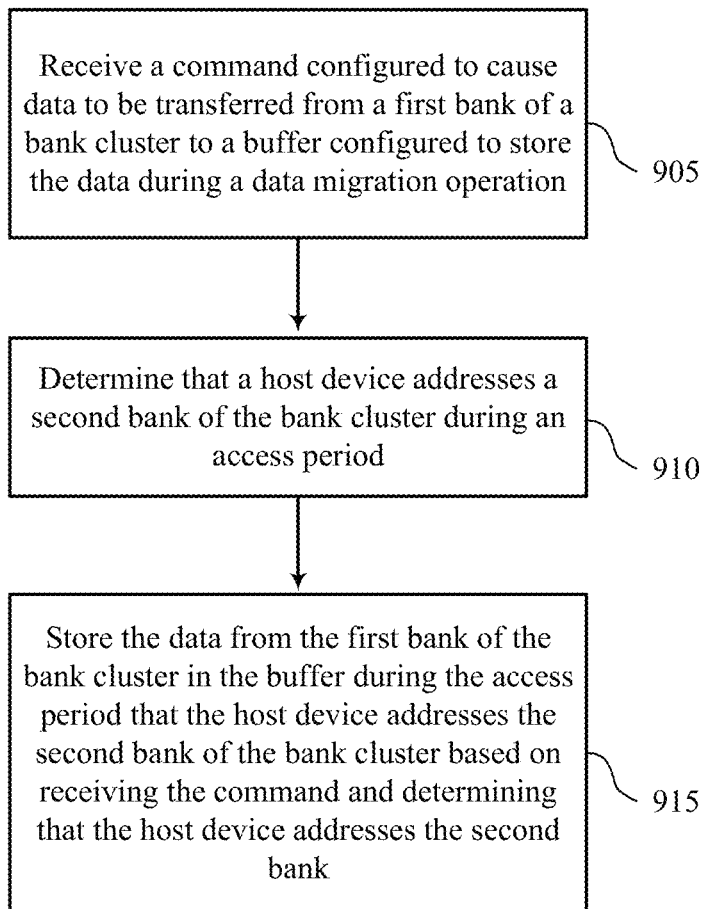 Receive a command configured to cause
data to be transferred from a first bank of a
bank cluster to a buffer configured to store
the data during a data migration operation
905
Determine that a host device addresses a
second bank of the bank cluster during an
access period
910
Store the data from the first bank of the
bank cluster in the buffer during the access
period that the host device addresses the
second bank of the bank cluster based on
receiving the command and determining
that the host device addresses the second
bank
915